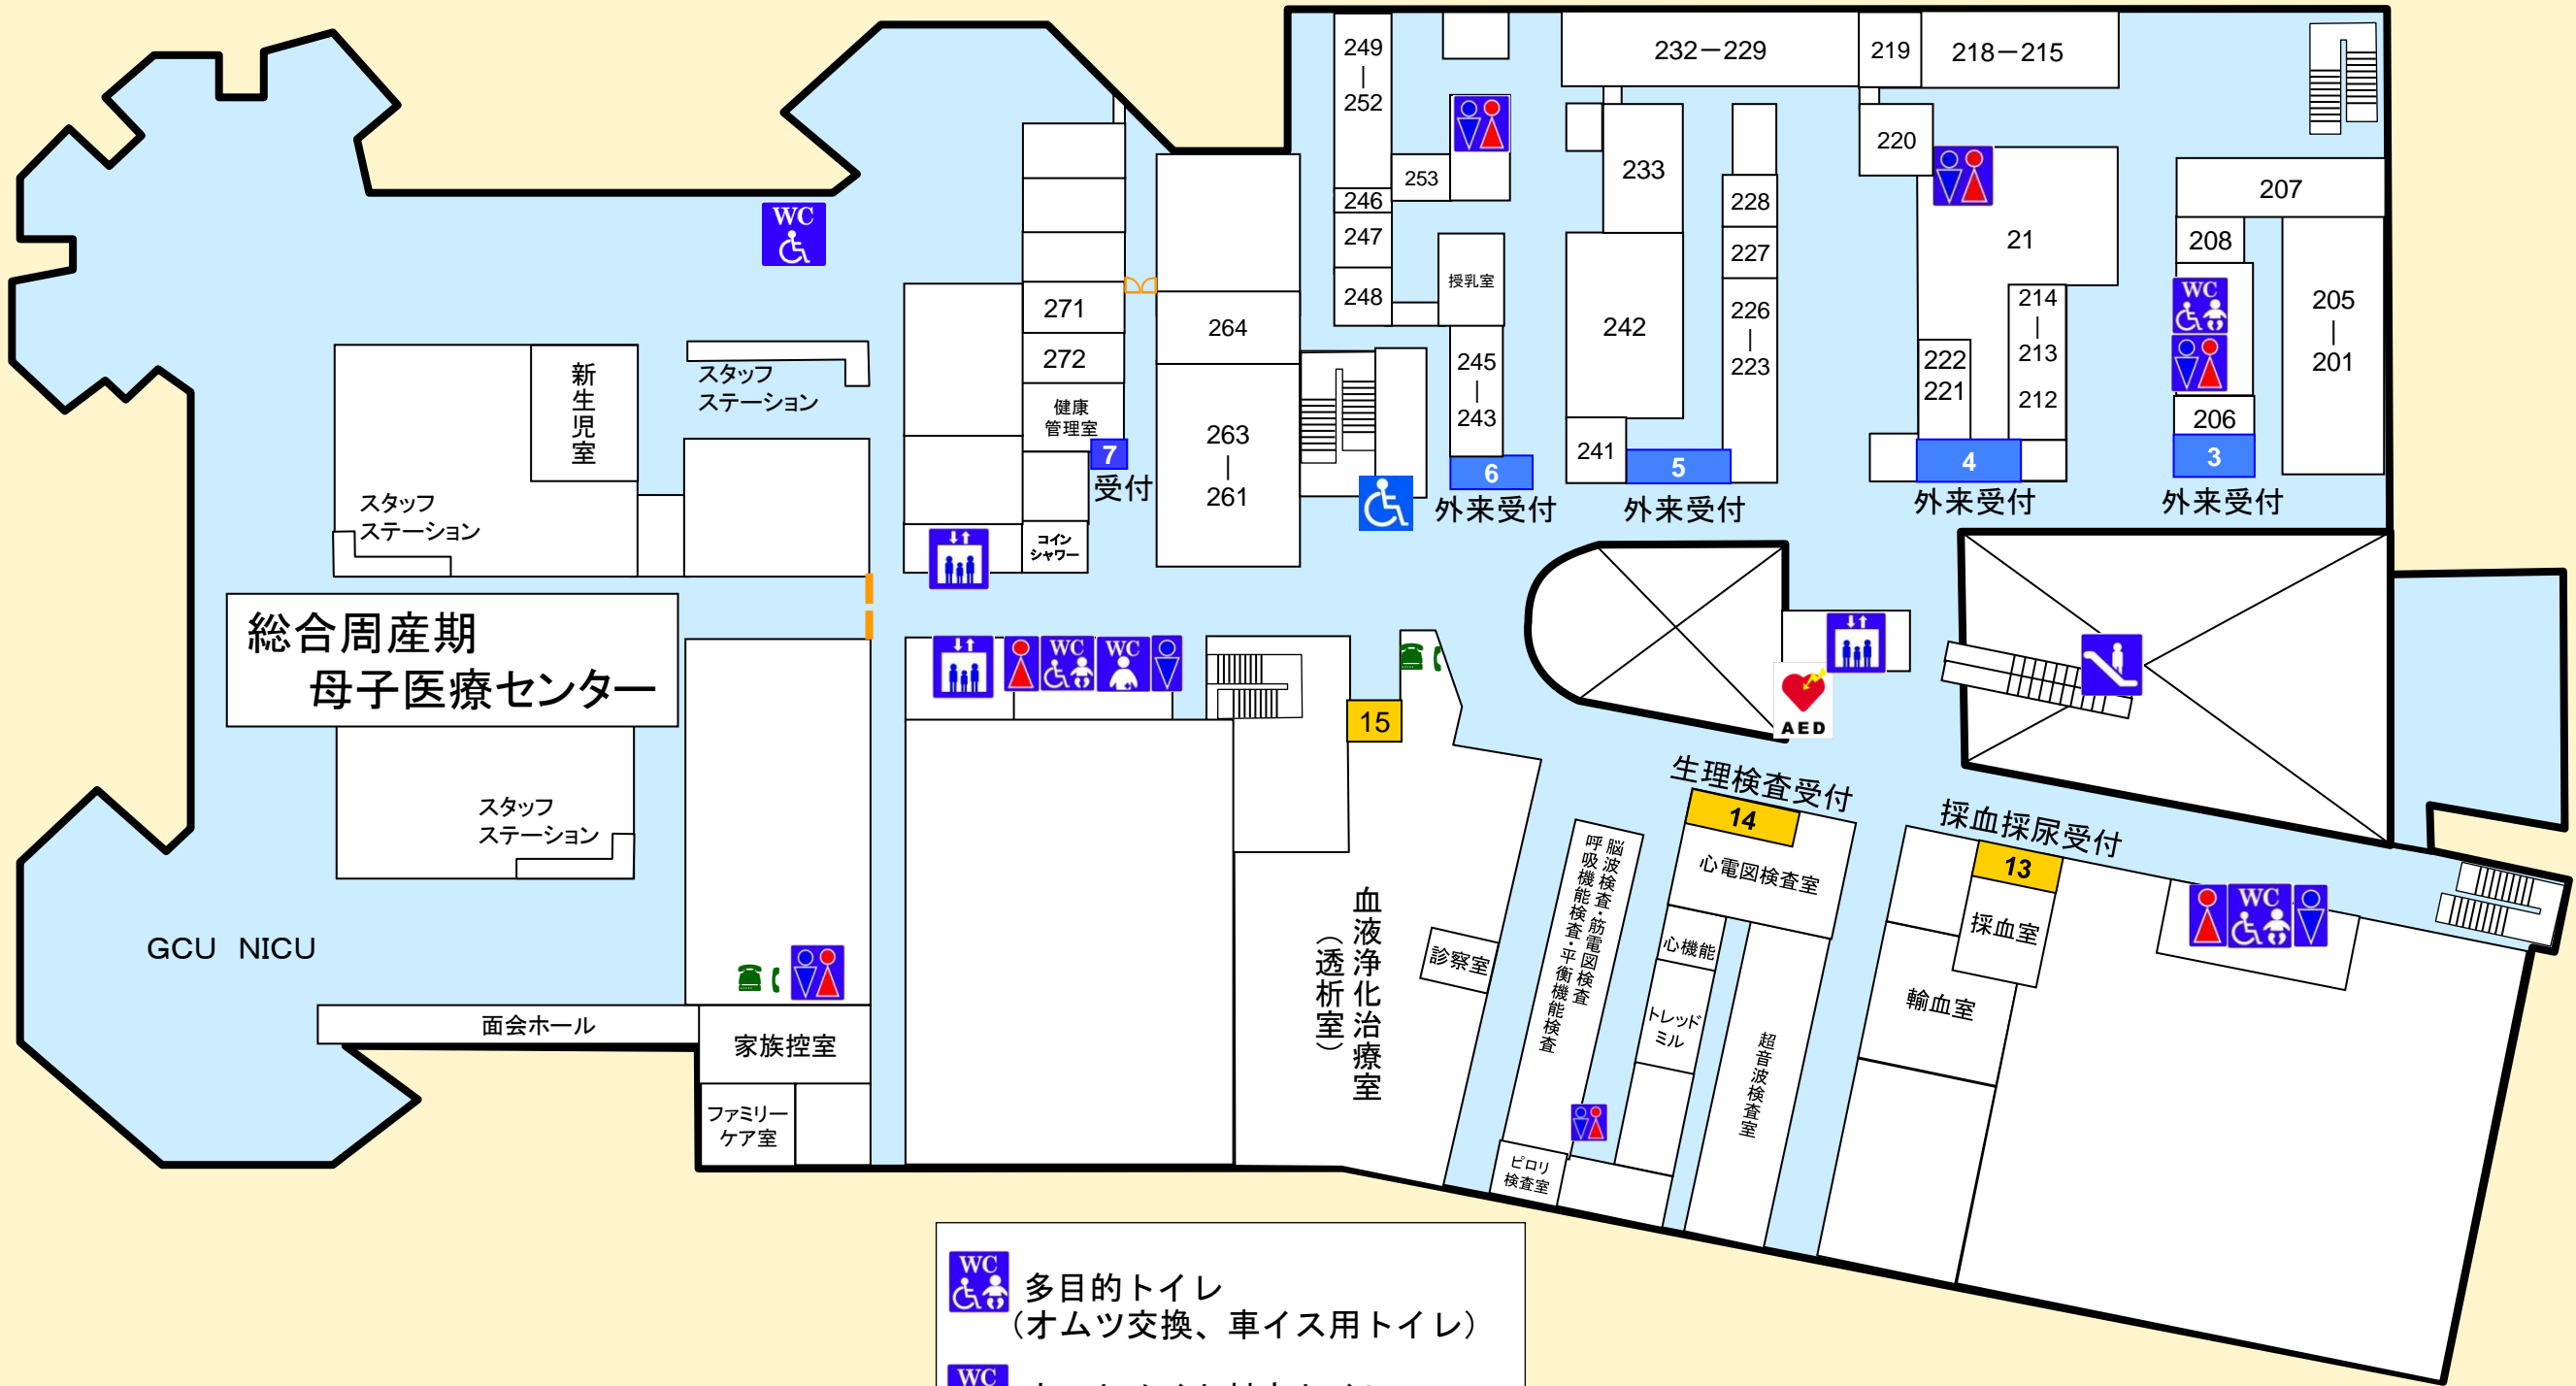 249
|
252
232－229
219
218－215
220
233
253
246
247
248
228
227
226
|
223
242
241
授乳室
245
|
243
21
214
|
213
212
222
221
207
208
WC
205
|
201
206
3
外来受付
4
外来受付
5
外来受付
6
外来受付
WC
271
272
健康
管理室
7
受付
264
263
|
261
コイン
シャワー
新生児室
スタッフ
ステーション
スタッフ
ステーション
総合周産期
母子医療センター
スタッフ
ステーション
GCU　NICU
面会ホール
家族控室
ファミリー
ケア室
WC
WC
15
血液浄化治療室
（透析室）
診察室
AED
生理検査受付
14
心電図検査室
脳波検査・筋電図検査
呼吸機能検査・平衡機能検査
心機能
トレッド
ミル
超音波検査室
ピロリ
検査室
採血採尿受付
13
採血室
輸血室
WC
WC
多目的トイレ
（オムツ交換、車イス用トイレ）
WC